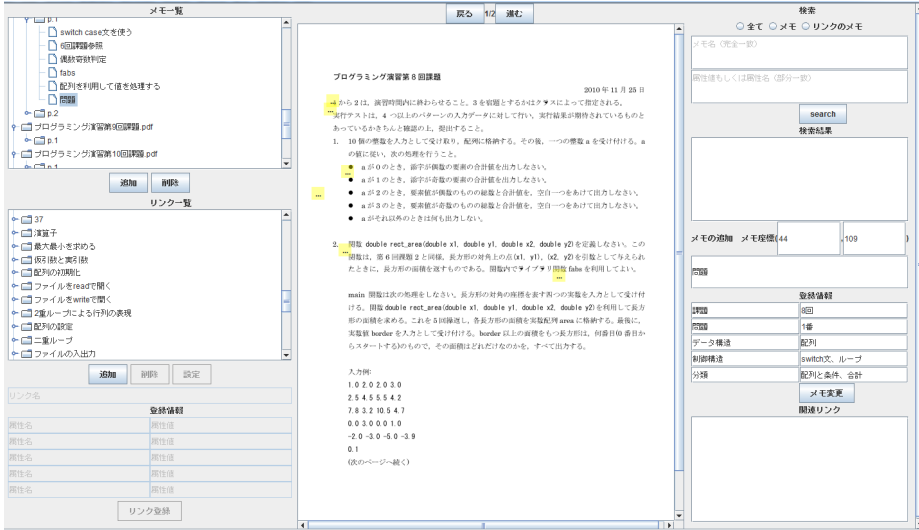 メモ一覧
p.1
switch case文を使う
6回課題参照
偶数奇数判定
fabs
配列を利用して値を処理する
問題
p.2
プログラミング演習第9回課題.pdf
p.1
プログラミング演習第10回課題.pdf
p.1
追加 削除
リンク一覧
37
演算子
最大最小を求める
仮引数と実引数
配列の初期化
ファイルをreadで開く
ファイルをwriteで開く
2重ループによる行列の表現
配列の設定
二重ループ
ファイルの入出力
追加 削除 設定
リンク名
登録情報
属性名 属性値
属性名 属性値
属性名 属性値
属性名 属性値
属性名 属性値
リンク登録
戻る 1/2 進む
プログラミング演習第8回課題
2010年11月25日
から2は，演習時間内に終わらせること．3を宿題とするかはクラスによって指定される．
実行テストは，4つ以上のパターンの入力データに対して行い，実行結果が期待されているものと
あっているかきちんと確認の上，提出すること．
1. 10個の整数を入力として受け取り，配列に格納する．その後，一つの整数aを受け付ける．a
の値に従い，次の処理を行うこと．
● aが0のとき，添字が偶数の要素の合計値を出力しなさい．
● aが1のとき，添字が奇数の要素の合計値を出力しなさい．
● aが2のとき，要素値が偶数のものの総数と合計値を，空白一つをあけて出力しなさい．
● aが3のとき，要素値が奇数のものの総数と合計値を，空白一つをあけて出力しなさい．
● aがそれ以外のときは何も出力しない．
2. 関数 double rect_area(double x1, double y1, double x2, double y2)を定義しなさい．この
関数は，第6回課題2と同様，長方形の対角上の点(x1, y1), (x2, y2)を引数として与えられ
たときに，長方形の面積を返すものである．関数内でライブラリ関数 fabs を利用してよい．
main 関数は次の処理をしなさい．長方形の対角の座標を表す四つの実数を入力として受け付
ける．関数 double rect_area(double x1, double y1, double x2, double y2)を利用して長方
形の面積を求める．これを5回繰返し，各長方形の面積を実数配列 area に格納する．最後に，
実数値 border を入力として受け付ける．border 以上の面積をもつ長方形は，何番目(0番目か
らスタートする)のもので，その面積はどれだけなのかを，すべて出力する．
入力例:
1.0 2.0 2.0 3.0
2.5 4.5 5.5 4.2
7.8 3.2 10.5 4.7
0.0 3.0 0.0 1.0
-2.0 -3.0 -5.0 -3.9
0.1
(次のページへ続く)
検索
全て メモ リンクのメモ
メモ名（完全一致）
属性値もしくは属性名（部分一致）
search
検索結果
メモの追加 メモ座標(44 ,109 )
問題
登録情報
課題 8回
問題 1番
データ構造 配列
制御構造 switch文、ループ
分類 配列と条件、合計
メモ変更
関連リンク